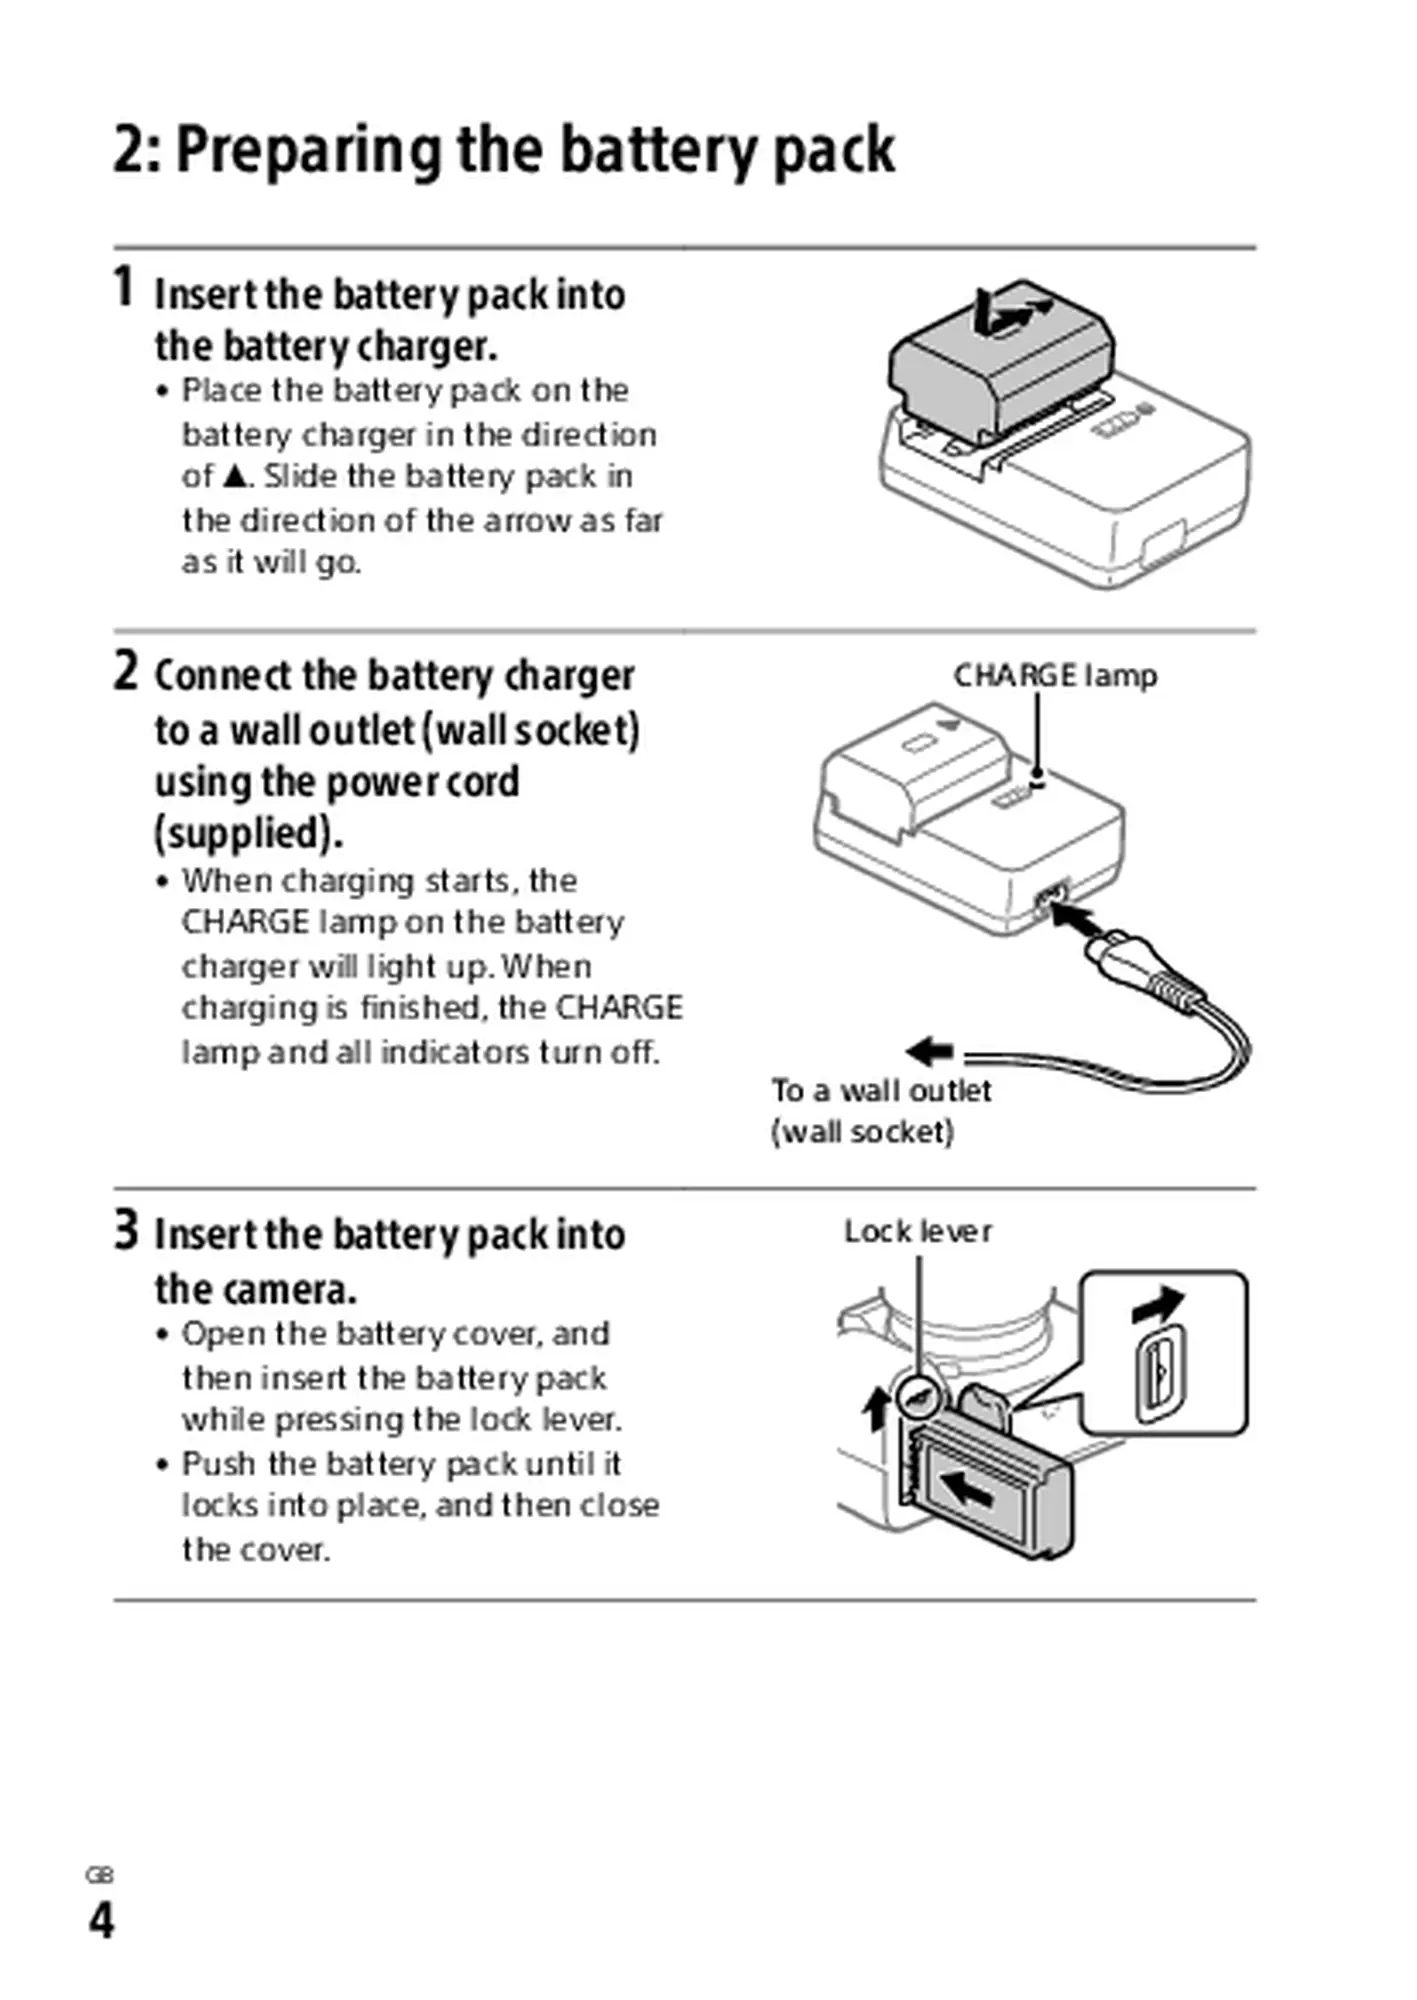 2: Preparing the battery pack
1 Insert the battery pack into
the battery charger.
• Place the battery pack on the
battery charger in the direction
of ▲. Slide the battery pack in
the direction of the arrow as far
as it will go.
2 Connect the battery charger
to a wall outlet (wall socket)
using the power cord
(supplied).
• When charging starts, the
CHARGE lamp on the battery
charger will light up. When
charging is finished, the CHARGE
lamp and all indicators turn off.
CHARGE lamp
To a wall outlet
(wall socket)
3 Insert the battery pack into
the camera.
• Open the battery cover, and
then insert the battery pack
while pressing the lock lever.
• Push the battery pack until it
locks into place, and then close
the cover.
Lock lever
GB
4